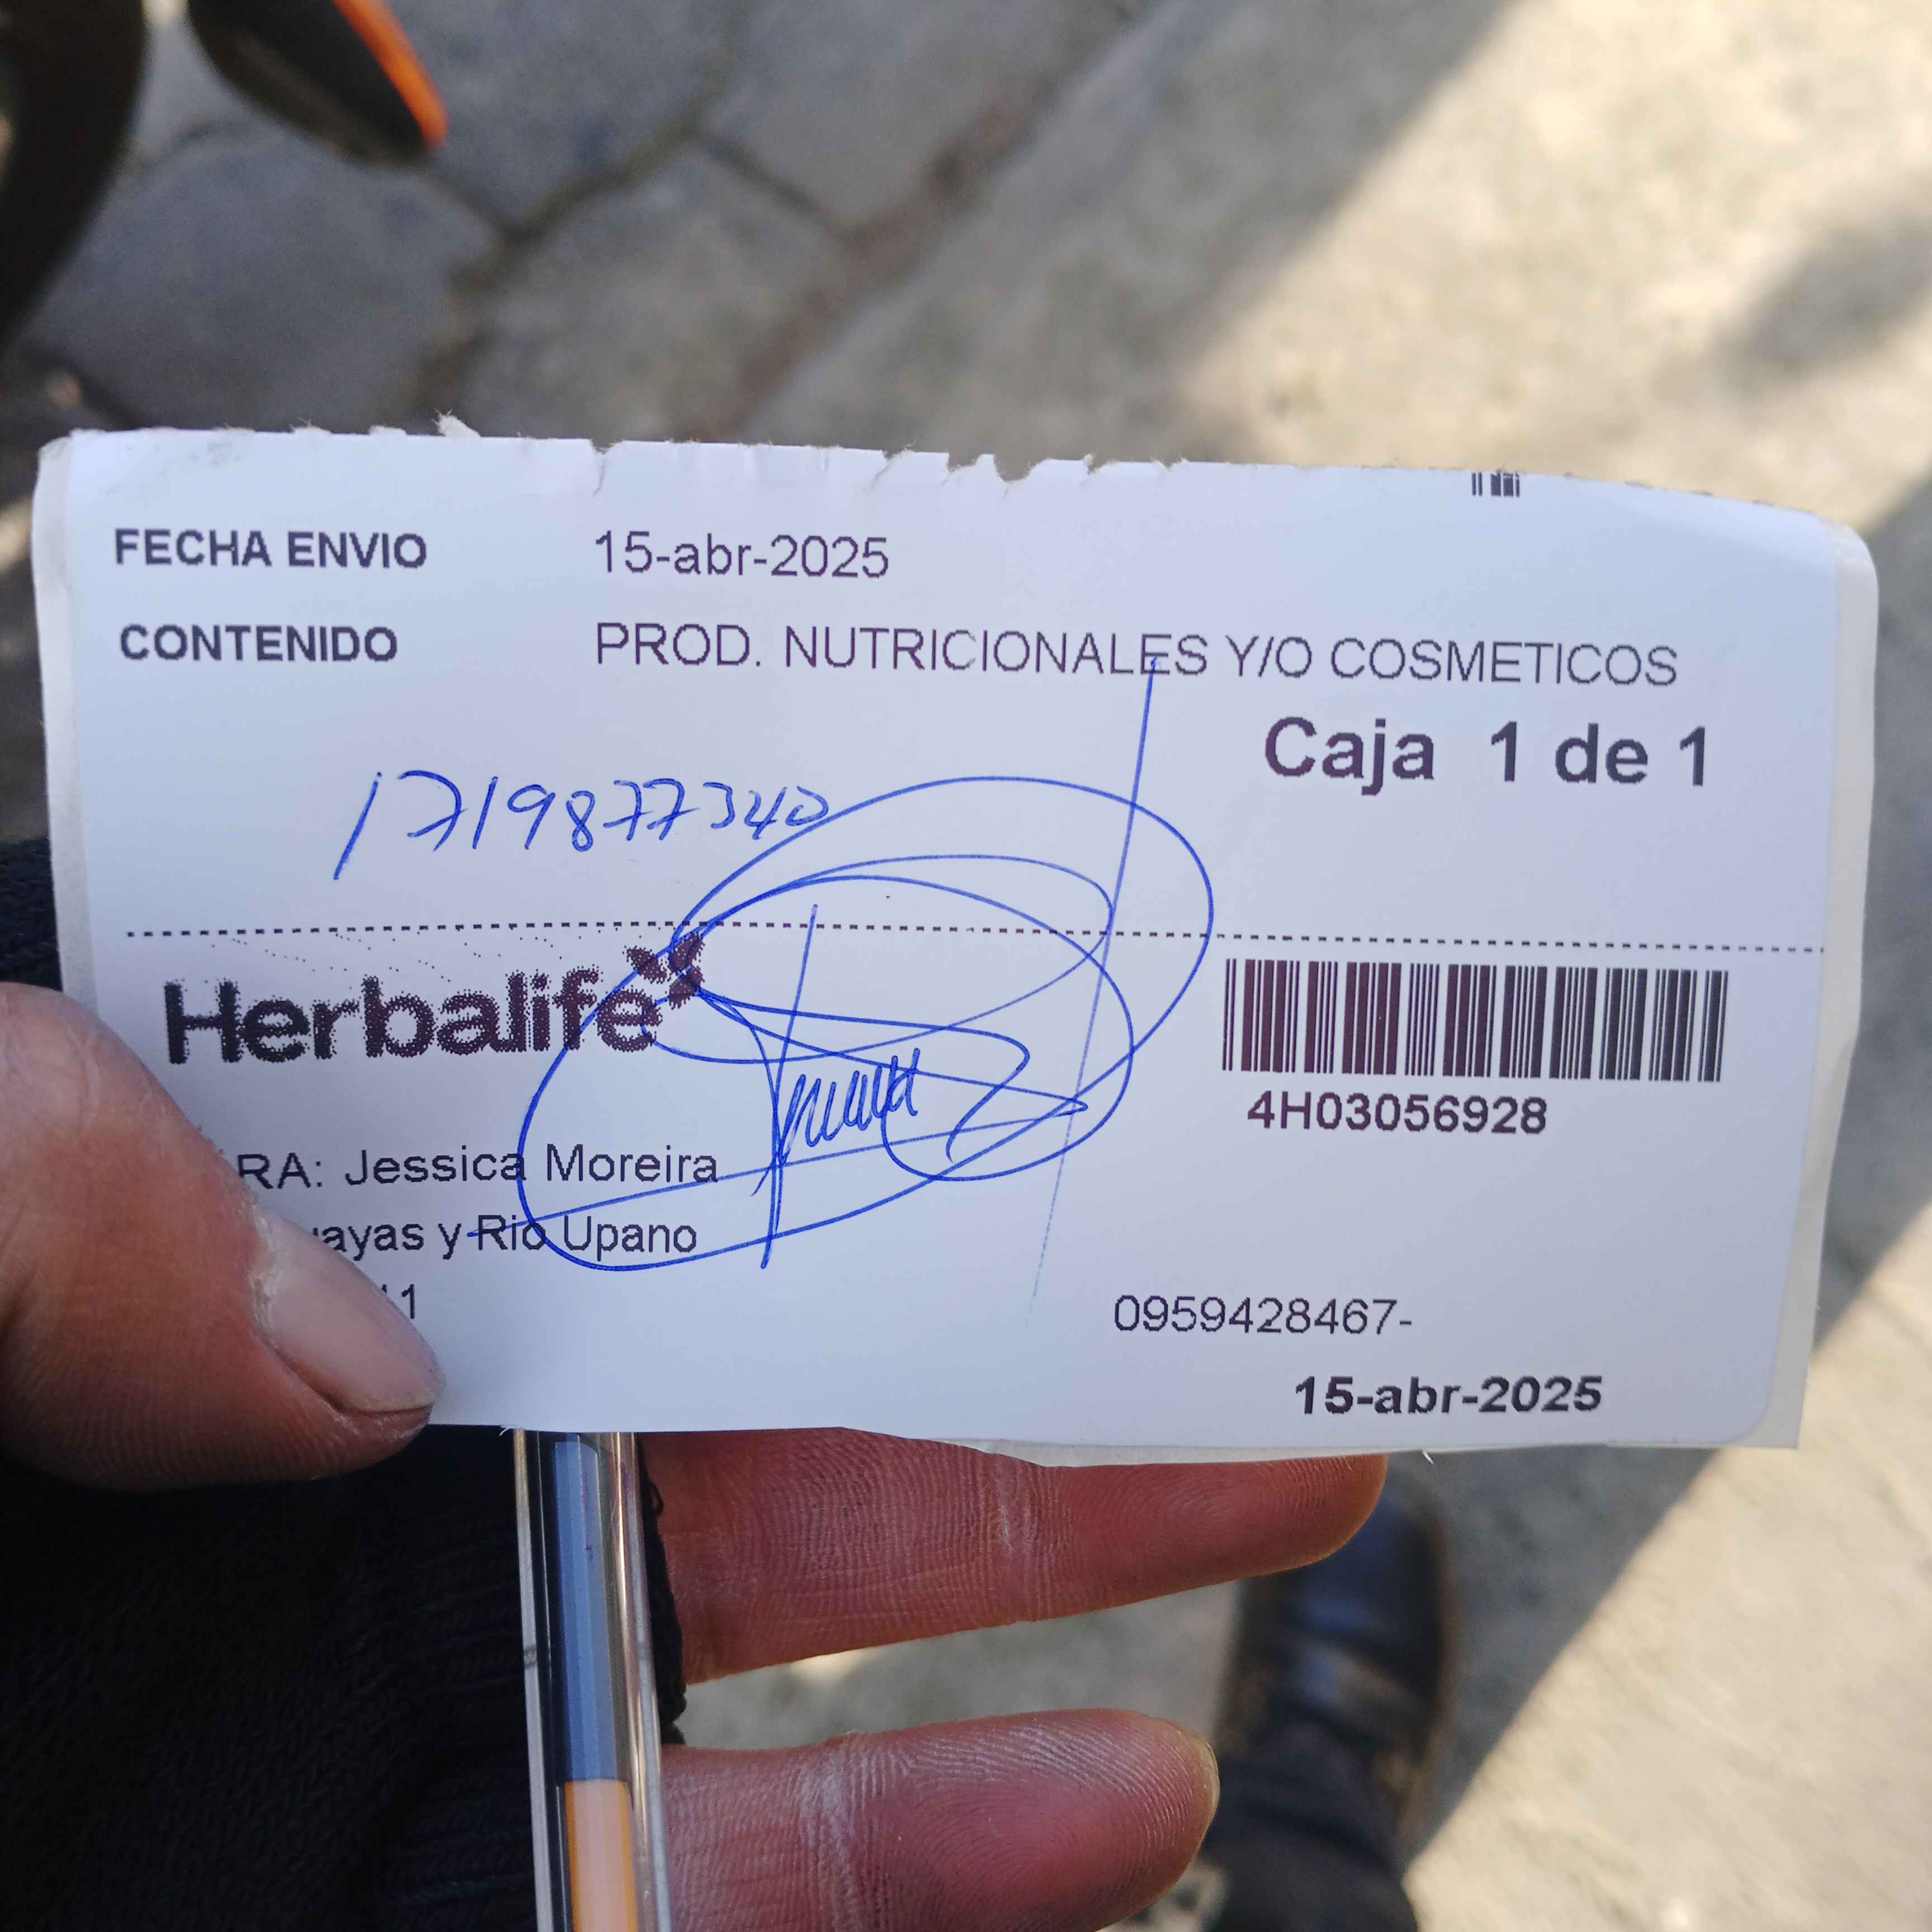 FECHA ENVIO 15-abr-2025
CONTENIDO PROD. NUTRICIONALES Y/O COSMETICOS
Caja 1 de 1
1719877340
Herbalife
4H03056928
RA: Jessica Moreira
ayas y Rio Upano
11
0959428467-
15-abr-2025